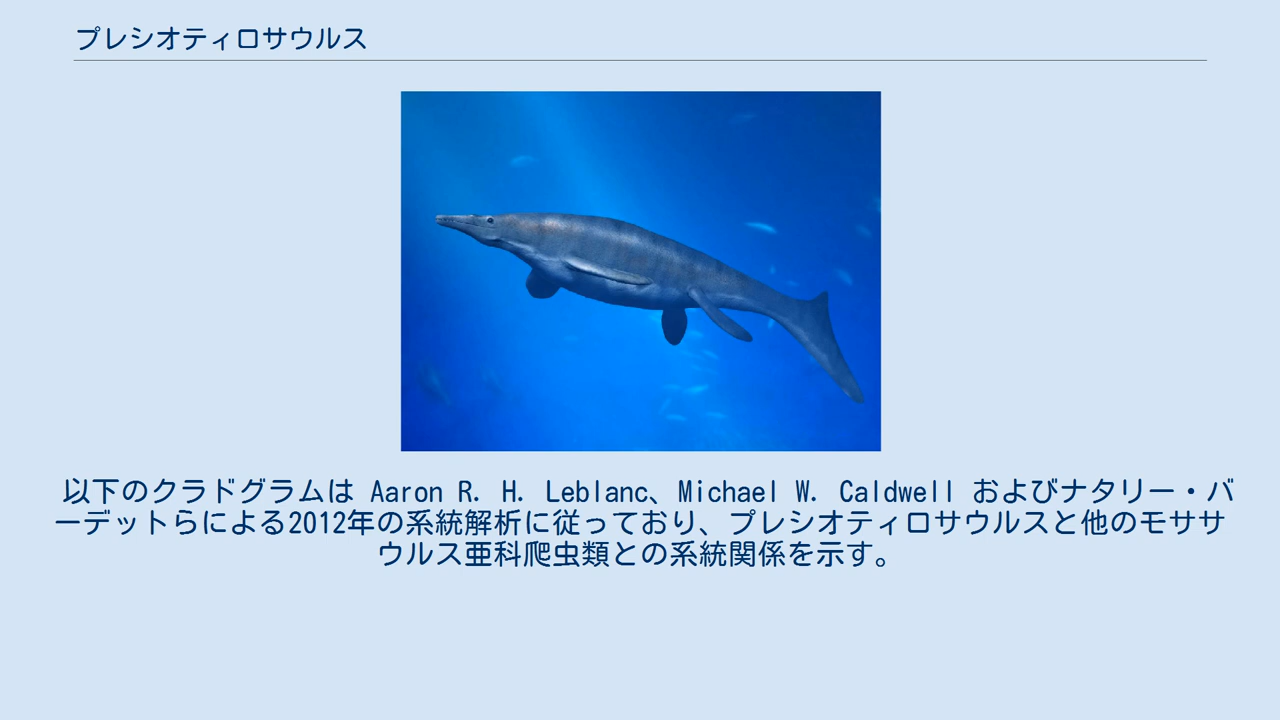 プレシオティロサウルス
以下のクラドグラムは Aaron R. H. Leblanc、Michael W. Caldwell およびナタリー・バ
ーデットらによる2012年の系統解析に従っており、プレシオティロサウルスと他のモササ
ウルス亜科爬虫類との系統関係を示す。